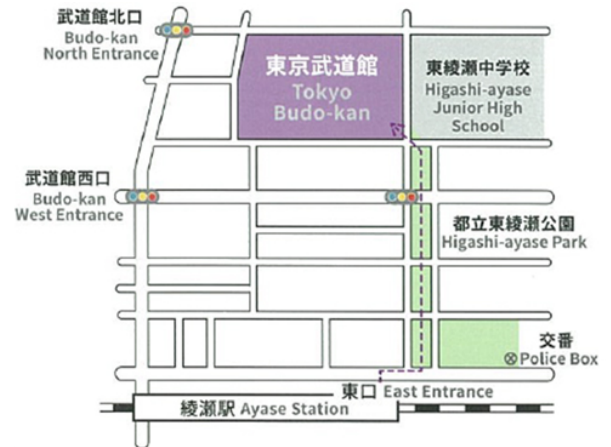 武道館北口
Budo-kan
North Entrance
東京武道館
Tokyo
Budo-kan
東綾瀬中学校
Higashi-ayase
Junior High
School
武道館西口
Budo-kan
West Entrance
都立東綾瀬公園
Higashi-ayase Park
交番
Police Box
東口 East Entrance
綾瀬駅 Ayase Station